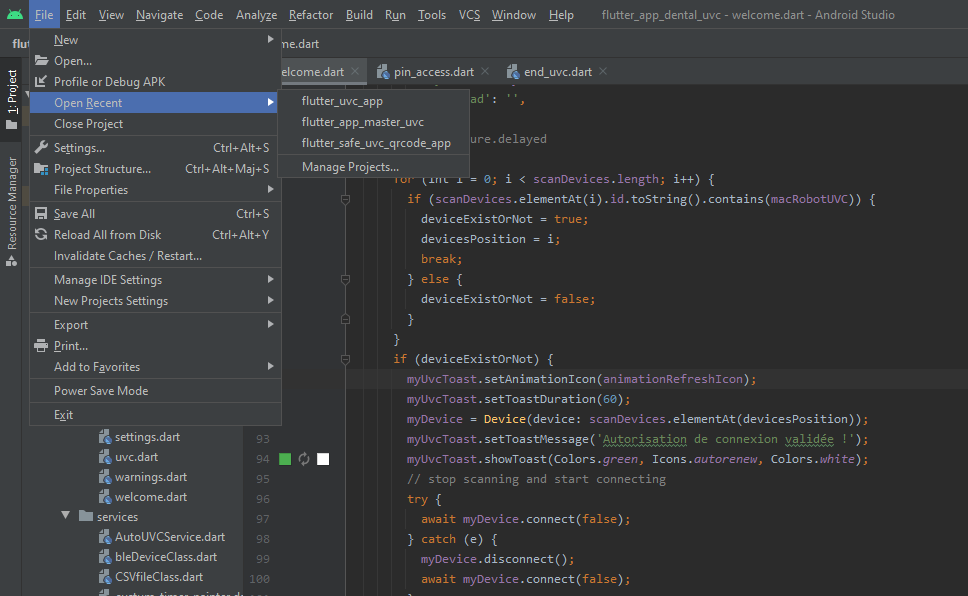 File Edit View Navigate Code Analyze Refactor Build Run Tools VCS Window Help flutter_app_dental_uvc - welcome.dart - Android Studio
flu
me.dart
1: Project
Resource Manager
New
Open...
Profile or Debug APK
Open Recent
Close Project
Settings... Ctrl+Alt+S
Project Structure... Ctrl+Alt+Maj+S
File Properties
Save All Ctrl+S
Reload All from Disk Ctrl+Alt+Y
Invalidate Caches / Restart...
Manage IDE Settings
New Projects Settings
Export
Print...
Add to Favorites
Power Save Mode
Exit
flutter_uvc_app
flutter_app_master_uvc
flutter_safe_uvc_qrcode_app
Manage Projects...
settings.dart
uvc.dart
warnings.dart
welcome.dart
services
AutoUVCService.dart
bleDeviceClass.dart
CSVfileClass.dart
elcome.dart pin_access.dart end_uvc.dart
ad': '',
ure.delayed
for (int i = 0; i < scanDevices.length; i++) {
if (scanDevices.elementAt(i).id.toString().contains(macRobotUVC)) {
deviceExistOrNot = true;
devicesPosition = i;
break;
} else {
deviceExistOrNot = false;
}
}
if (deviceExistOrNot) {
myUvcToast.setAnimationIcon(animationRefreshIcon);
myUvcToast.setToastDuration(60);
myDevice = Device(device: scanDevices.elementAt(devicesPosition));
93 myUvcToast.setToastMessage('Autorisation de connexion validée !');
94 myUvcToast.showToast(Colors.green, Icons.autorenew, Colors.white);
95 // stop scanning and start connecting
96 try {
97 await myDevice.connect(false);
98 } catch (e) {
99 myDevice.disconnect();
100 await myDevice.connect(false);